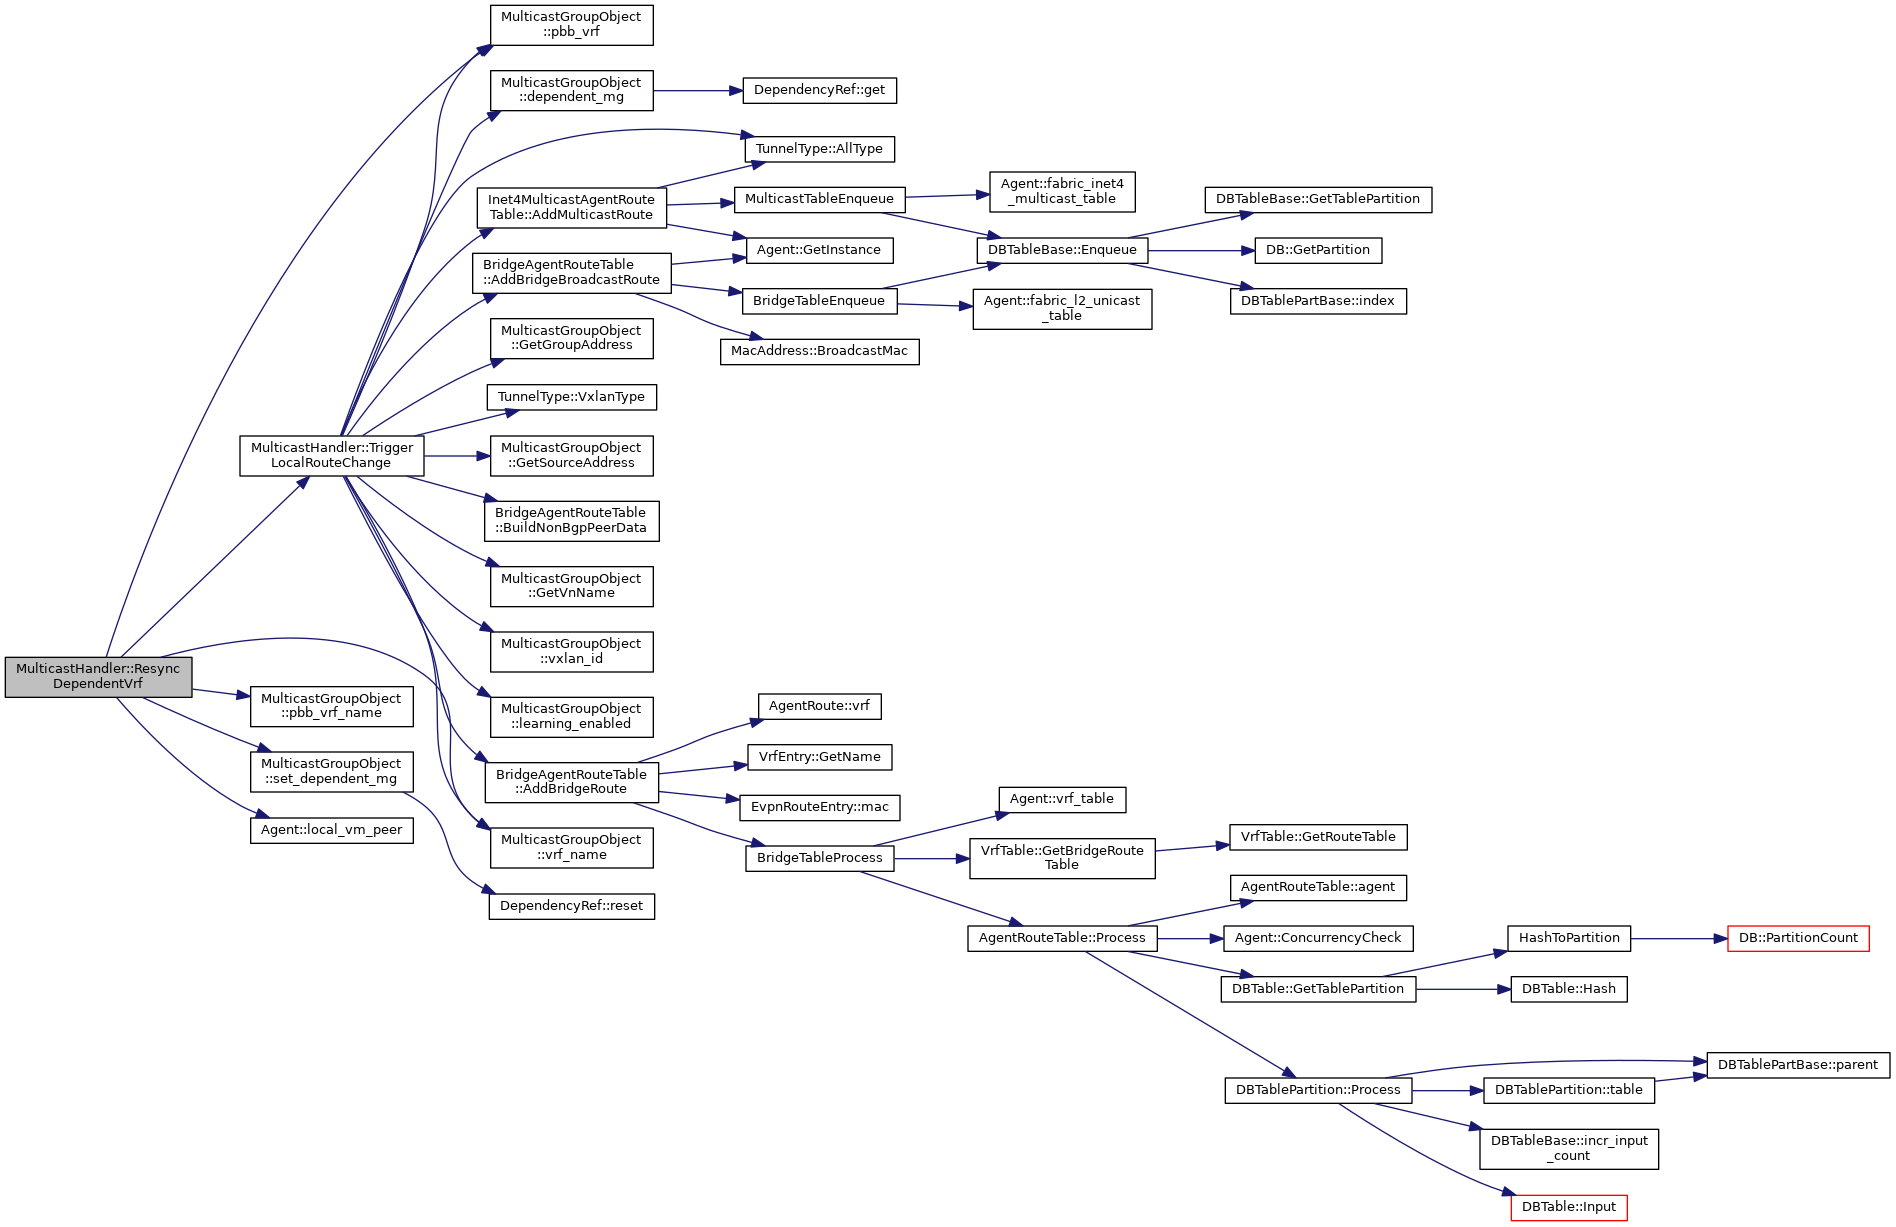 MulticastHandler::Resync
DependentVrf
MulticastGroupObject
::pbb_vrf
MulticastHandler::Trigger
LocalRouteChange
MulticastGroupObject
::pbb_vrf_name
MulticastGroupObject
::set_dependent_mg
Agent::local_vm_peer
MulticastGroupObject
::dependent_mg
DependencyRef::get
TunnelType::AllType
Inet4MulticastAgentRoute
Table::AddMulticastRoute
MulticastTableEnqueue
Agent::fabric_inet4
_multicast_table
Agent::GetInstance
DBTableBase::Enqueue
DBTableBase::GetTablePartition
DB::GetPartition
DBTablePartBase::index
BridgeAgentRouteTable
::AddBridgeBroadcastRoute
BridgeTableEnqueue
Agent::fabric_l2_unicast
_table
MacAddress::BroadcastMac
MulticastGroupObject
::GetGroupAddress
TunnelType::VxlanType
MulticastGroupObject
::GetSourceAddress
BridgeAgentRouteTable
::BuildNonBgpPeerData
MulticastGroupObject
::GetVnName
MulticastGroupObject
::vxlan_id
MulticastGroupObject
::learning_enabled
BridgeAgentRouteTable
::AddBridgeRoute
MulticastGroupObject
::vrf_name
DependencyRef::reset
AgentRoute::vrf
VrfEntry::GetName
EvpnRouteEntry::mac
BridgeTableProcess
Agent::vrf_table
VrfTable::GetBridgeRoute
Table
VrfTable::GetRouteTable
AgentRouteTable::Process
AgentRouteTable::agent
Agent::ConcurrencyCheck
DBTable::GetTablePartition
HashToPartition
DB::PartitionCount
DBTable::Hash
DBTablePartition::Process
DBTablePartBase::parent
DBTablePartition::table
DBTableBase::incr_input
_count
DBTable::Input